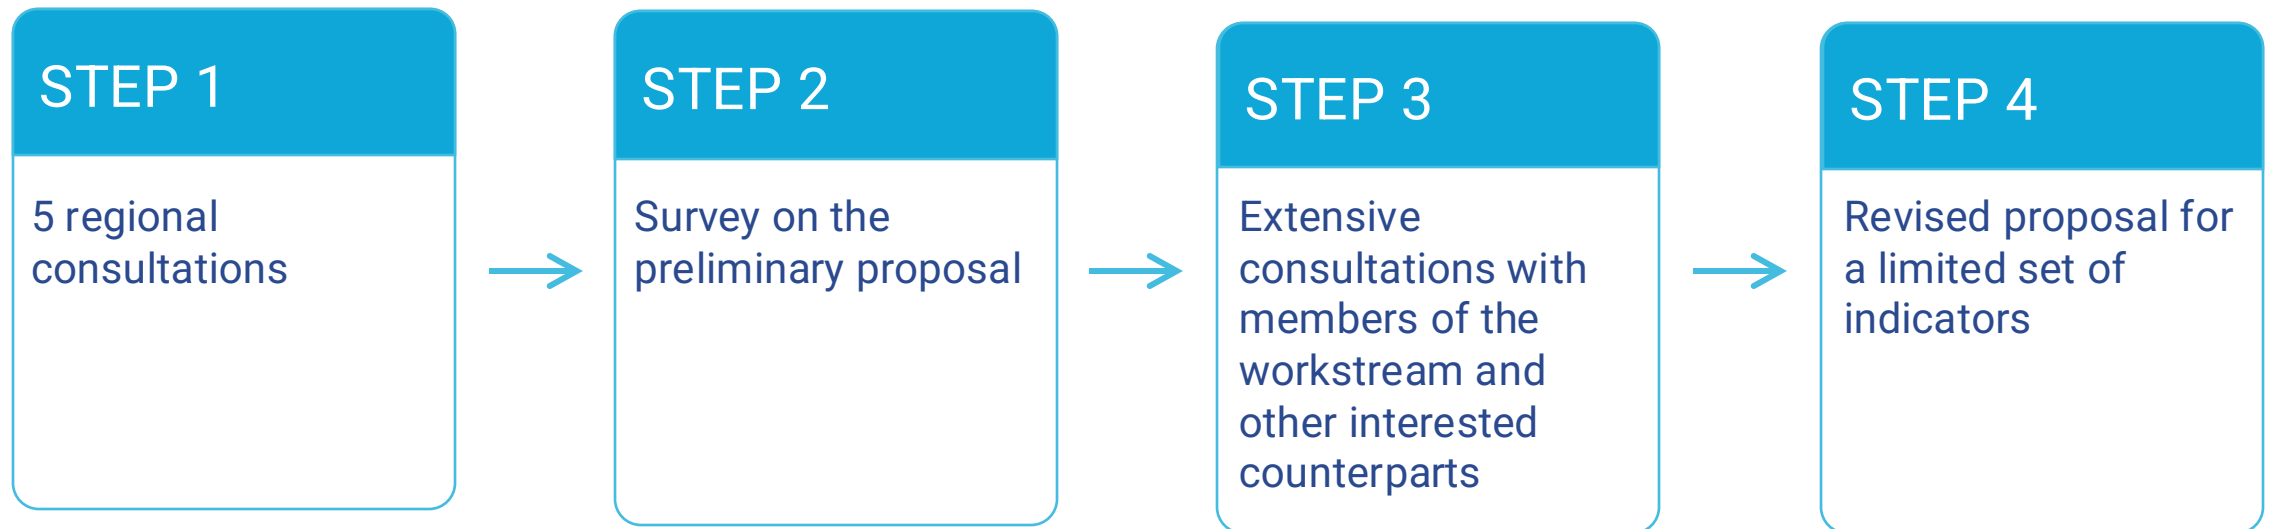 STEP 1
5 regional
consultations
STEP 2
Survey on the
preliminary proposal
STEP 3
Extensive
consultations with
members of the
workstream and
other interested
counterparts
STEP 4
Revised proposal for
a limited set of
indicators